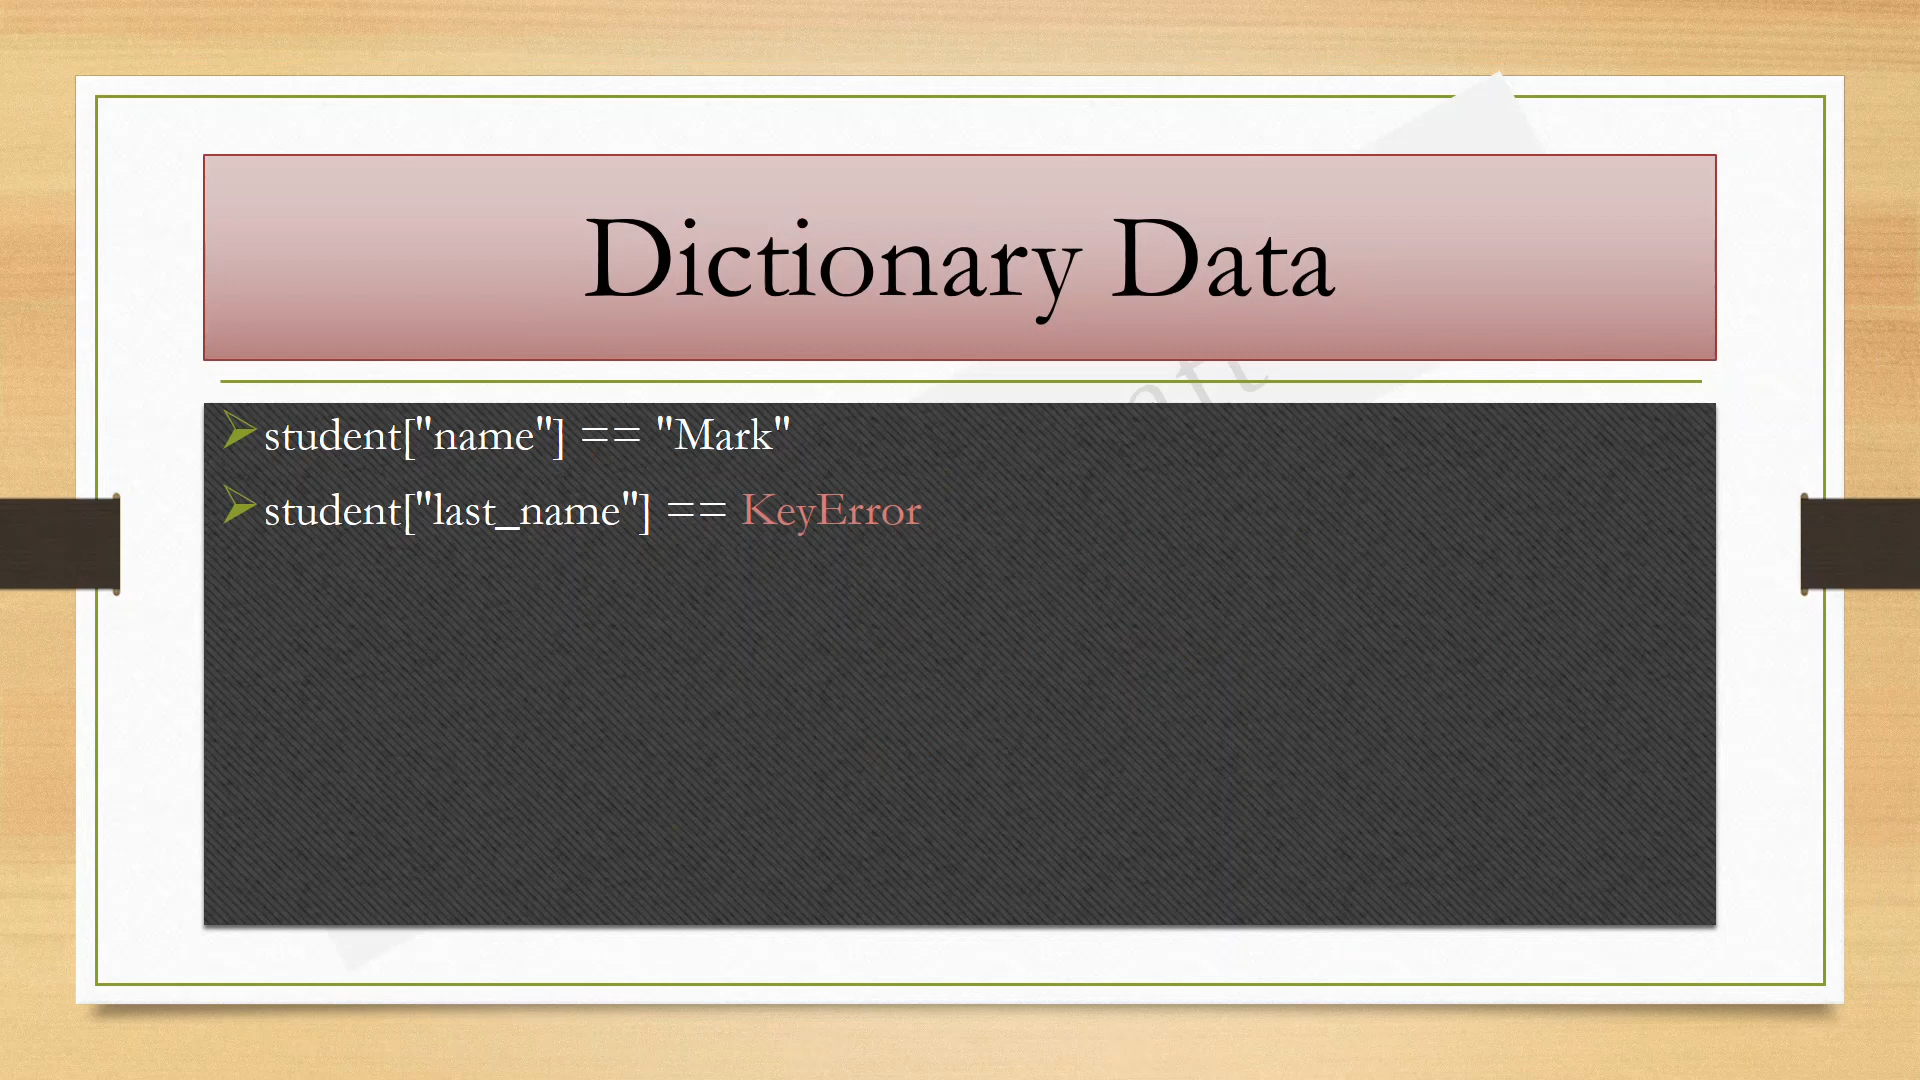 Dictionary Data
student["name"] == "Mark"
student["last_name"] == KeyError